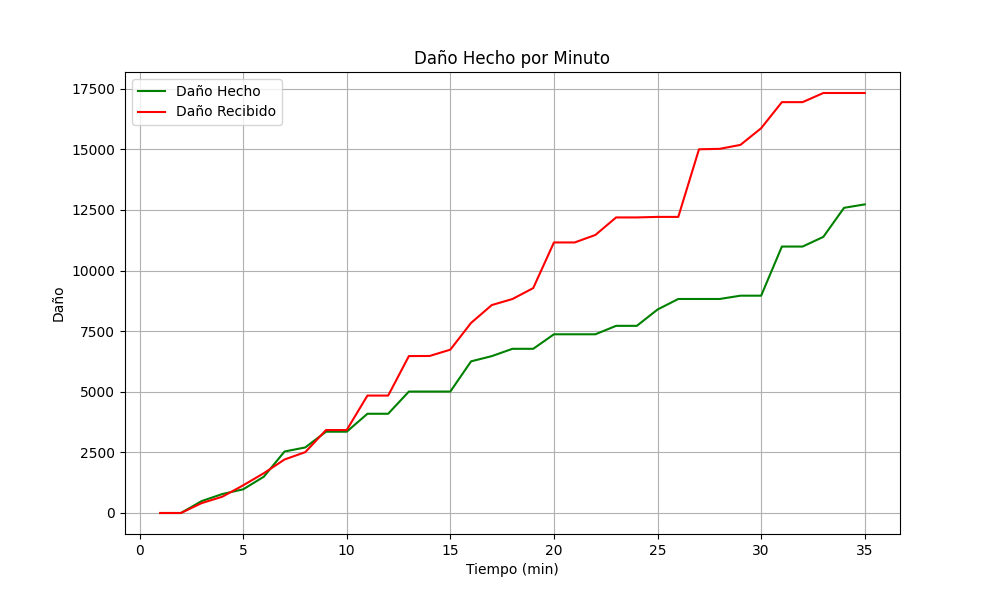 Daño Hecho por Minuto
Daño Hecho
Daño Recibido
17500
15000
12500
10000
7500
5000
2500
0
Daño
0 5 10 15 20 25 30 35
Tiempo (min)